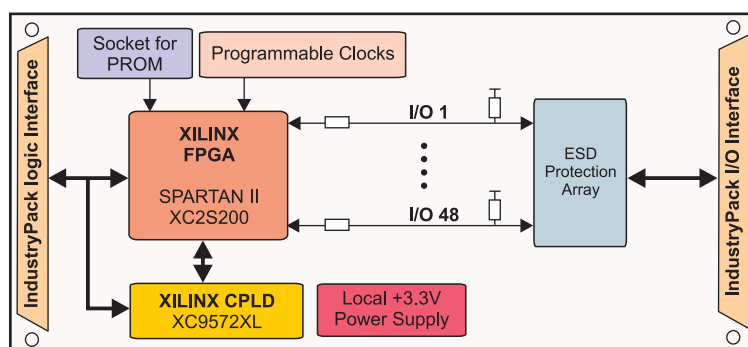 IndustryPack logic Interface
Socket for
PROM
Programmable Clocks
XILINX
FPGA
SPARTAN II
XC2S200
I/O 1
I/O 48
ESD
Protection
Array
IndustryPack I/O Interface
XILINX CPLD
XC9572XL
Local +3.3V
Power Supply